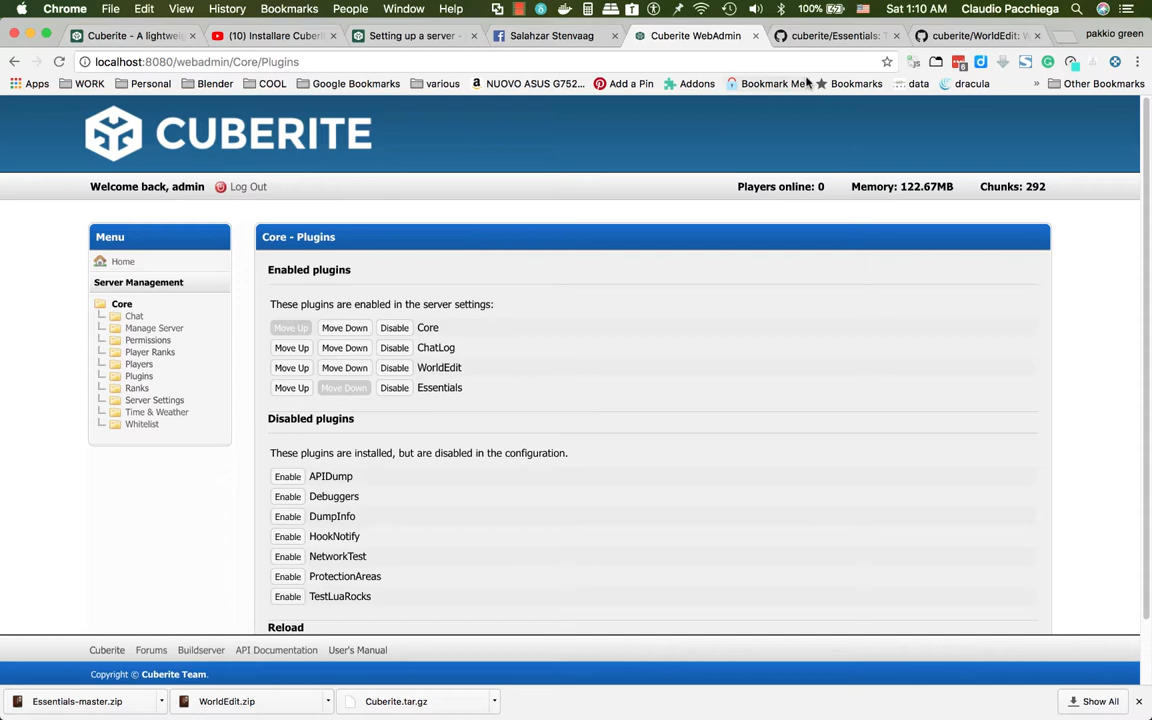 Chrome File Edit View History Bookmarks People Window Help 100% Sat 1:10 AM Claudio Pacchiega
Cuberite - A lightweig (10) Installare Cuberi Setting up a server - Salahzar Stenvaag Cuberite WebAdmin cuberite/Essentials: T cuberite/WorldEdit: W pakkio green
localhost:8080/webadmin/Core/Plugins
Apps WORK Personal Blender COOL Google Bookmarks various NUOVO ASUS G752... Add a Pin Addons Bookmark Me Bookmarks data dracula » Other Bookmarks
CUBERITE
Welcome back, admin Log Out Players online: 0 Memory: 122.67MB Chunks: 292
Menu
Home
Server Management
Core
Chat
Manage Server
Permissions
Player Ranks
Players
Plugins
Ranks
Server Settings
Time & Weather
Whitelist
Core - Plugins
Enabled plugins
These plugins are enabled in the server settings:
Move Up Move Down Disable Core
Move Up Move Down Disable ChatLog
Move Up Move Down Disable WorldEdit
Move Up Move Down Disable Essentials
Disabled plugins
These plugins are installed, but are disabled in the configuration.
Enable APIDump
Enable Debuggers
Enable DumpInfo
Enable HookNotify
Enable NetworkTest
Enable ProtectionAreas
Enable TestLuaRocks
Reload
Cuberite Forums Buildserver API Documentation User's Manual
Copyright © Cuberite Team.
Essentials-master.zip WorldEdit.zip Cuberite.tar.gz Show All